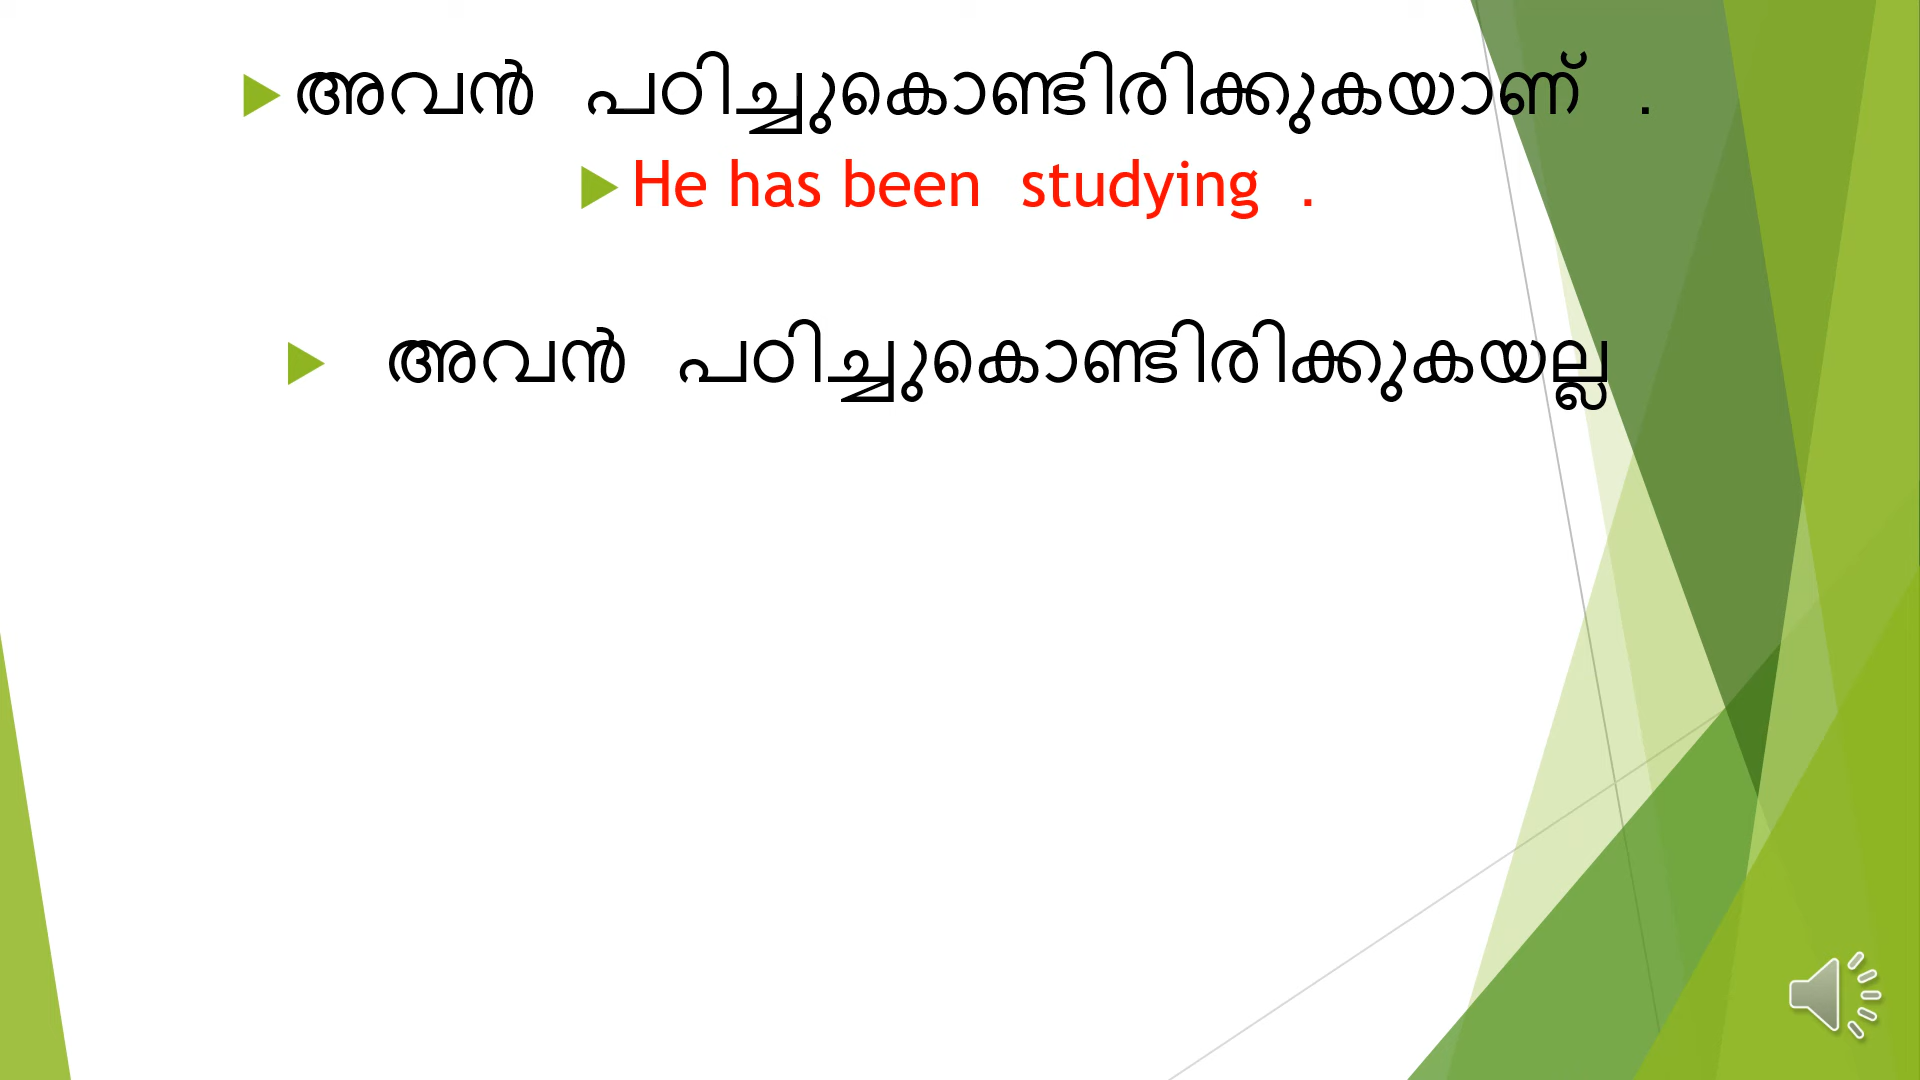 അവൻ പഠിച്ചുകൊണ്ടിരിക്കുകയാണ് .
He has been studying .
അവൻ പഠിച്ചുകൊണ്ടിരിക്കുകയല്ല